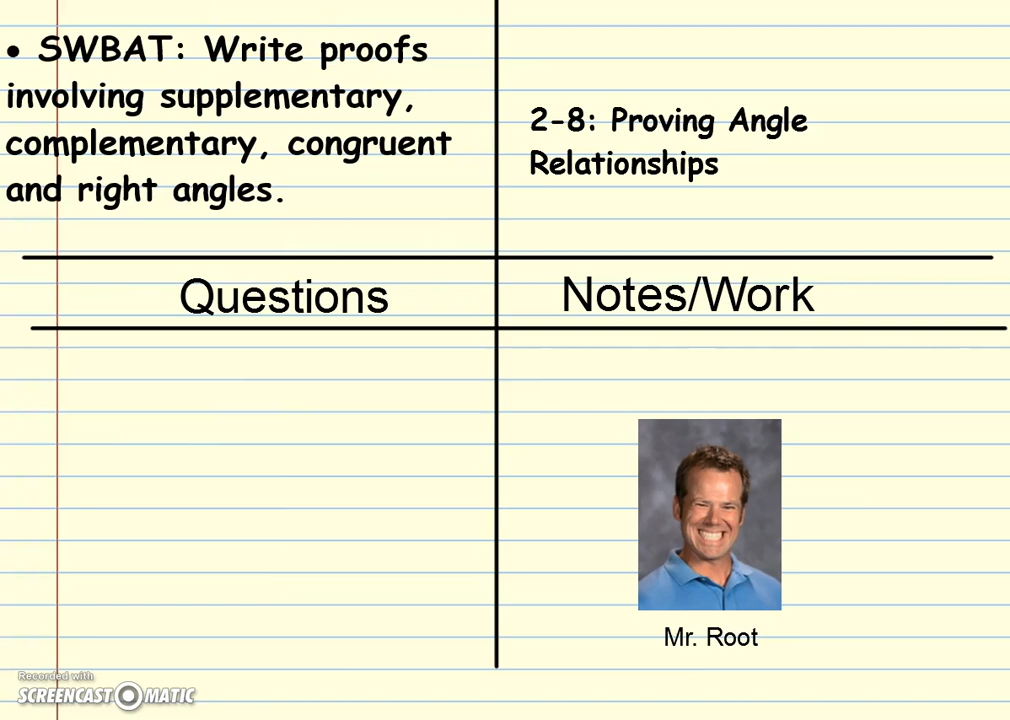 • SWBAT: Write proofs
involving supplementary,
complementary, congruent
and right angles.
2-8: Proving Angle
Relationships
Questions
Notes/Work
Mr. Root
Recorded with
SCREENCAST-O-MATIC